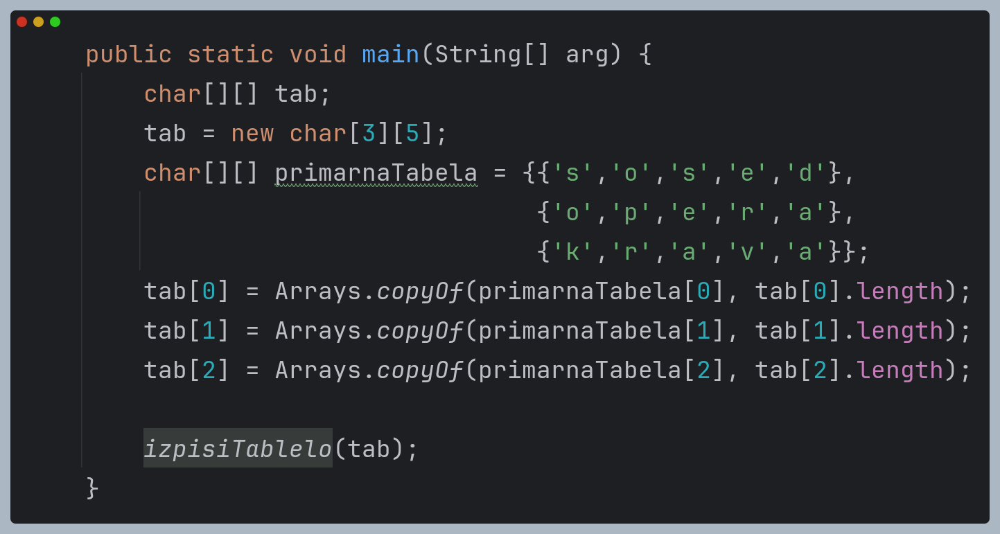 public static void main(String[] arg) {
char[][] tab;
tab = new char[3][5];
char[][] primarnaTabela = {{'s','o','s','e','d'},
{'o','p','e','r','a'},
{'k','r','a','v','a'}};
tab[0] = Arrays.copyOf(primarnaTabela[0], tab[0].length);
tab[1] = Arrays.copyOf(primarnaTabela[1], tab[1].length);
tab[2] = Arrays.copyOf(primarnaTabela[2], tab[2].length);
izpisiTablelo(tab);
}